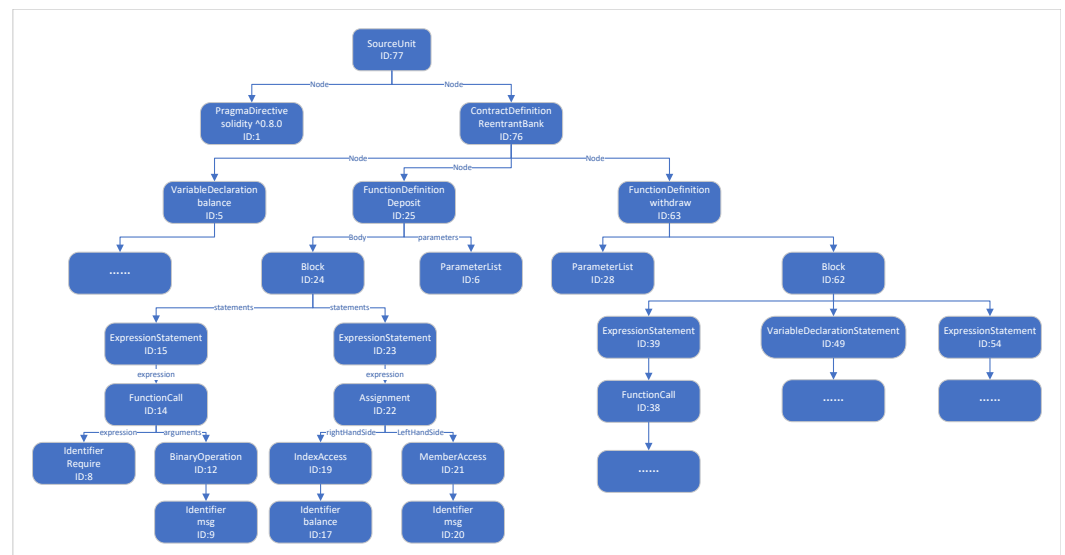 SourceUnit
ID:77
Node
Node
PragmaDirective
solidity ^0.8.0
ID:1
ContractDefinition
ReentrantBank
ID:76
Node
Node
Node
VariableDeclaration
balance
ID:5
FunctionDefinition
Deposit
ID:25
FunctionDefinition
withdraw
ID:63
Body
parameters
......
Block
ID:24
ParameterList
ID:6
ParameterList
ID:28
Block
ID:62
statements
statements
ExpressionStatement
ID:15
ExpressionStatement
ID:23
ExpressionStatement
ID:39
VariableDeclarationStatement
ID:49
ExpressionStatement
ID:54
expression
expression
FunctionCall
ID:14
Assignment
ID:22
FunctionCall
ID:38
......
......
expression
arguments
rightHandSide
LeftHandSide
Identifier
Require
ID:8
BinaryOperation
ID:12
IndexAccess
ID:19
MemberAccess
ID:21
......
Identifier
msg
ID:9
Identifier
balance
ID:17
Identifier
msg
ID:20